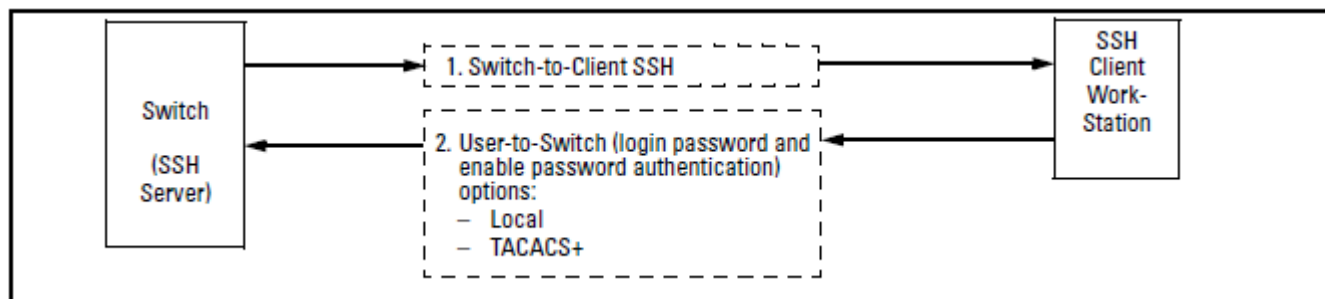 Switch
(SSH
Server)
1. Switch-to-Client SSH
2. User-to-Switch (login password and
enable password authentication)
options:
– Local
– TACACS+
SSH
Client
Work-
Station